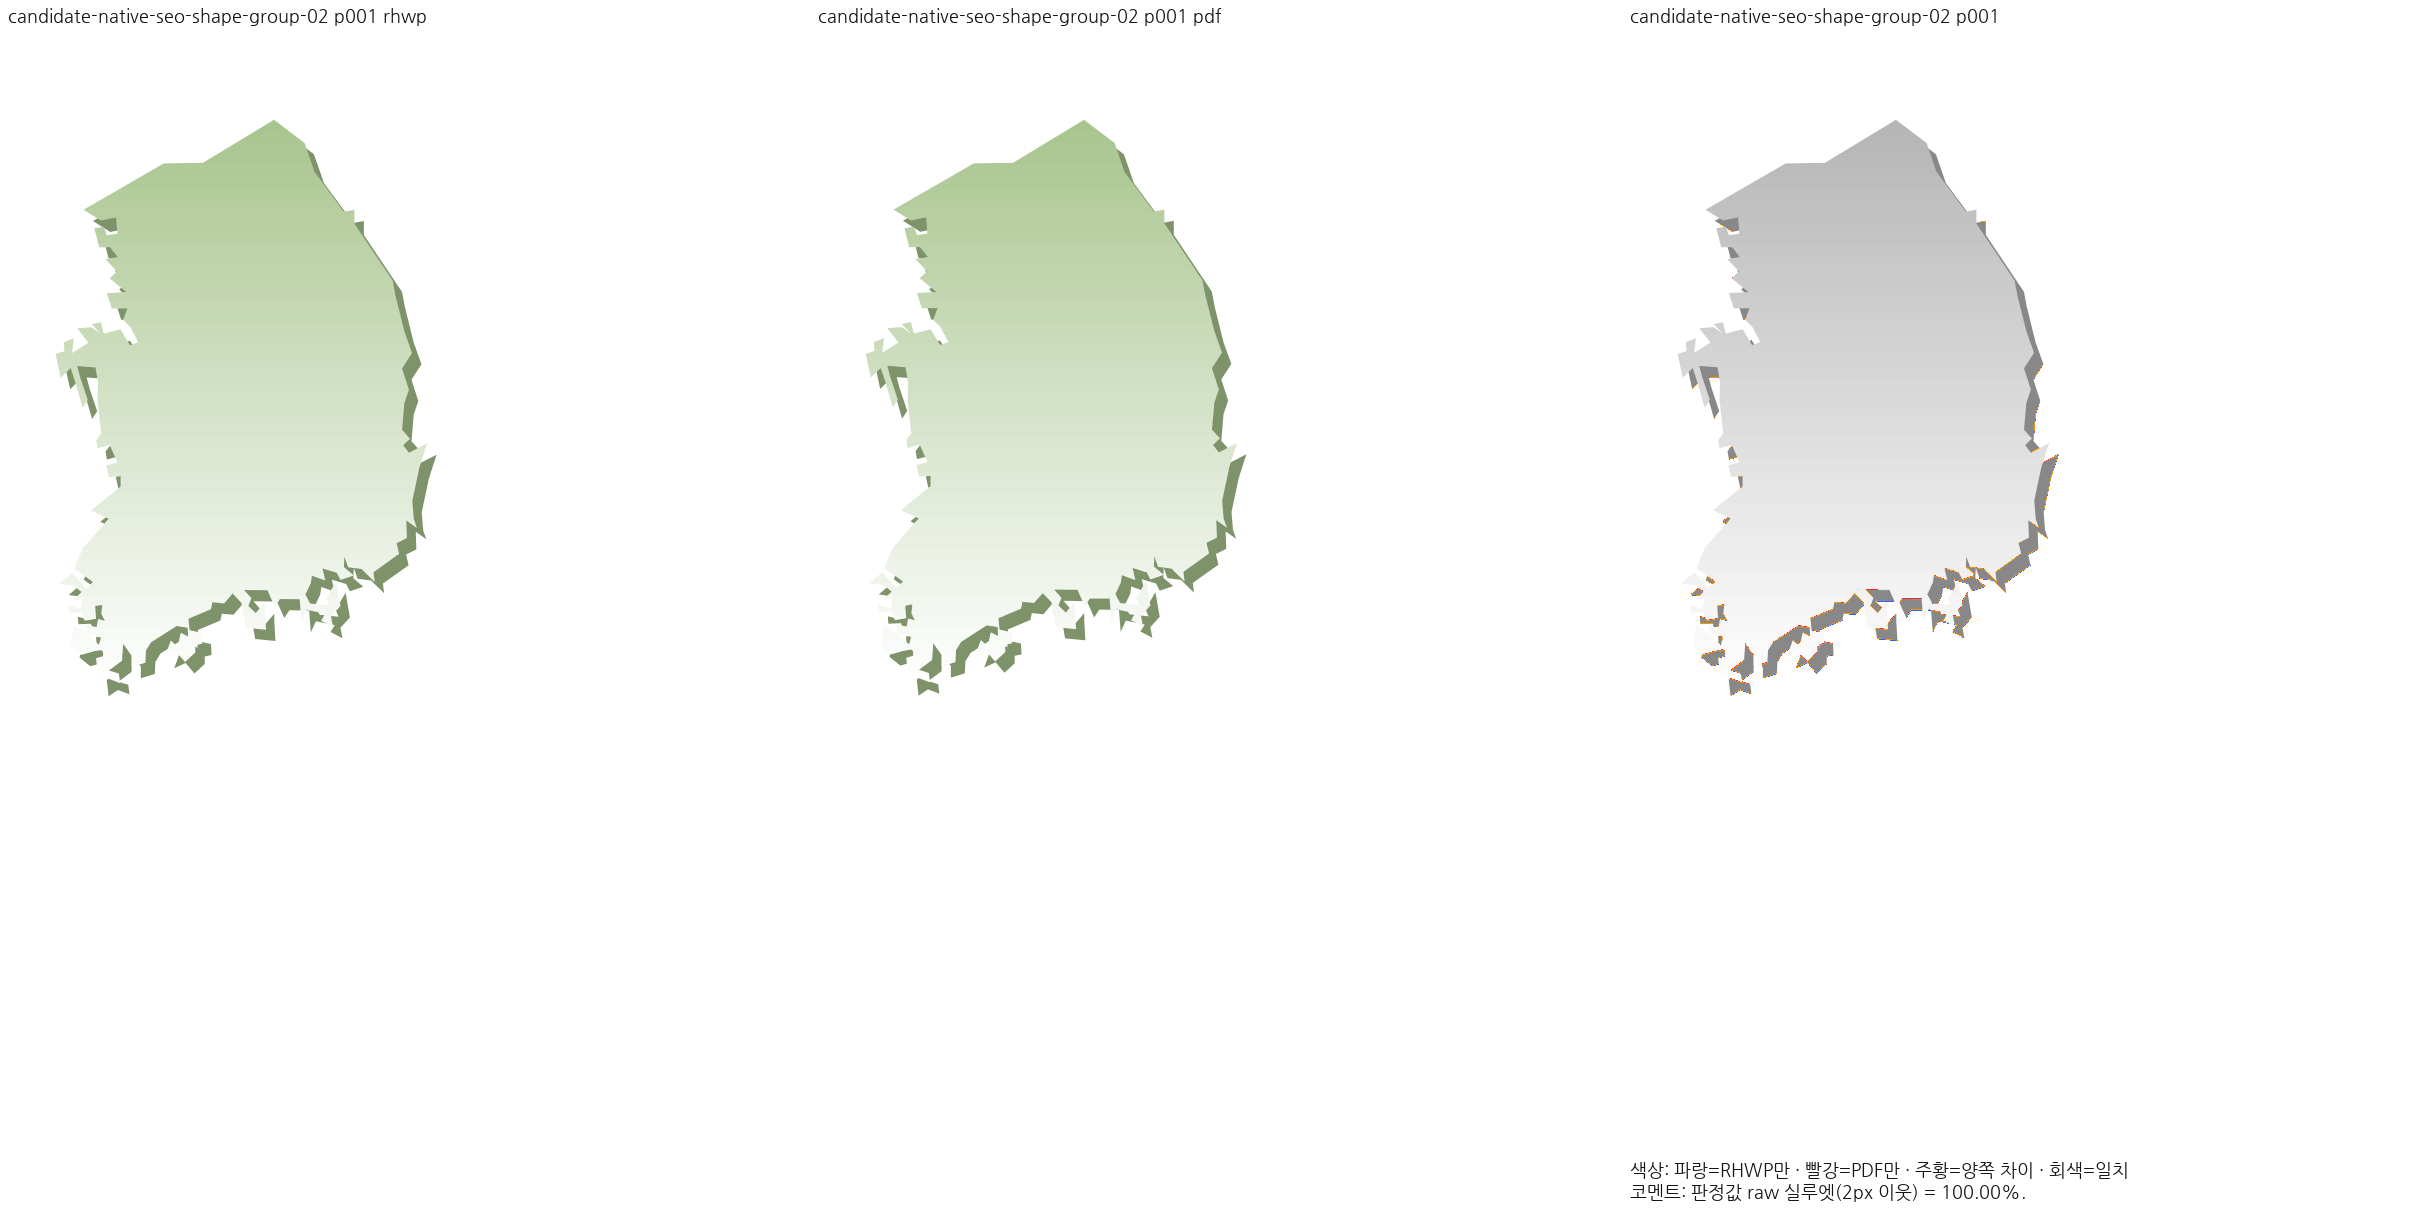 candidate-native-seo-shape-group-02 p001 rhwp
candidate-native-seo-shape-group-02 p001 pdf
candidate-native-seo-shape-group-02 p001
색상: 파랑=RHWP만 · 빨강=PDF만 · 주황=양쪽 차이 · 회색=일치
코멘트: 판정값 raw 실루엣(2px 이웃) = 100.00%.